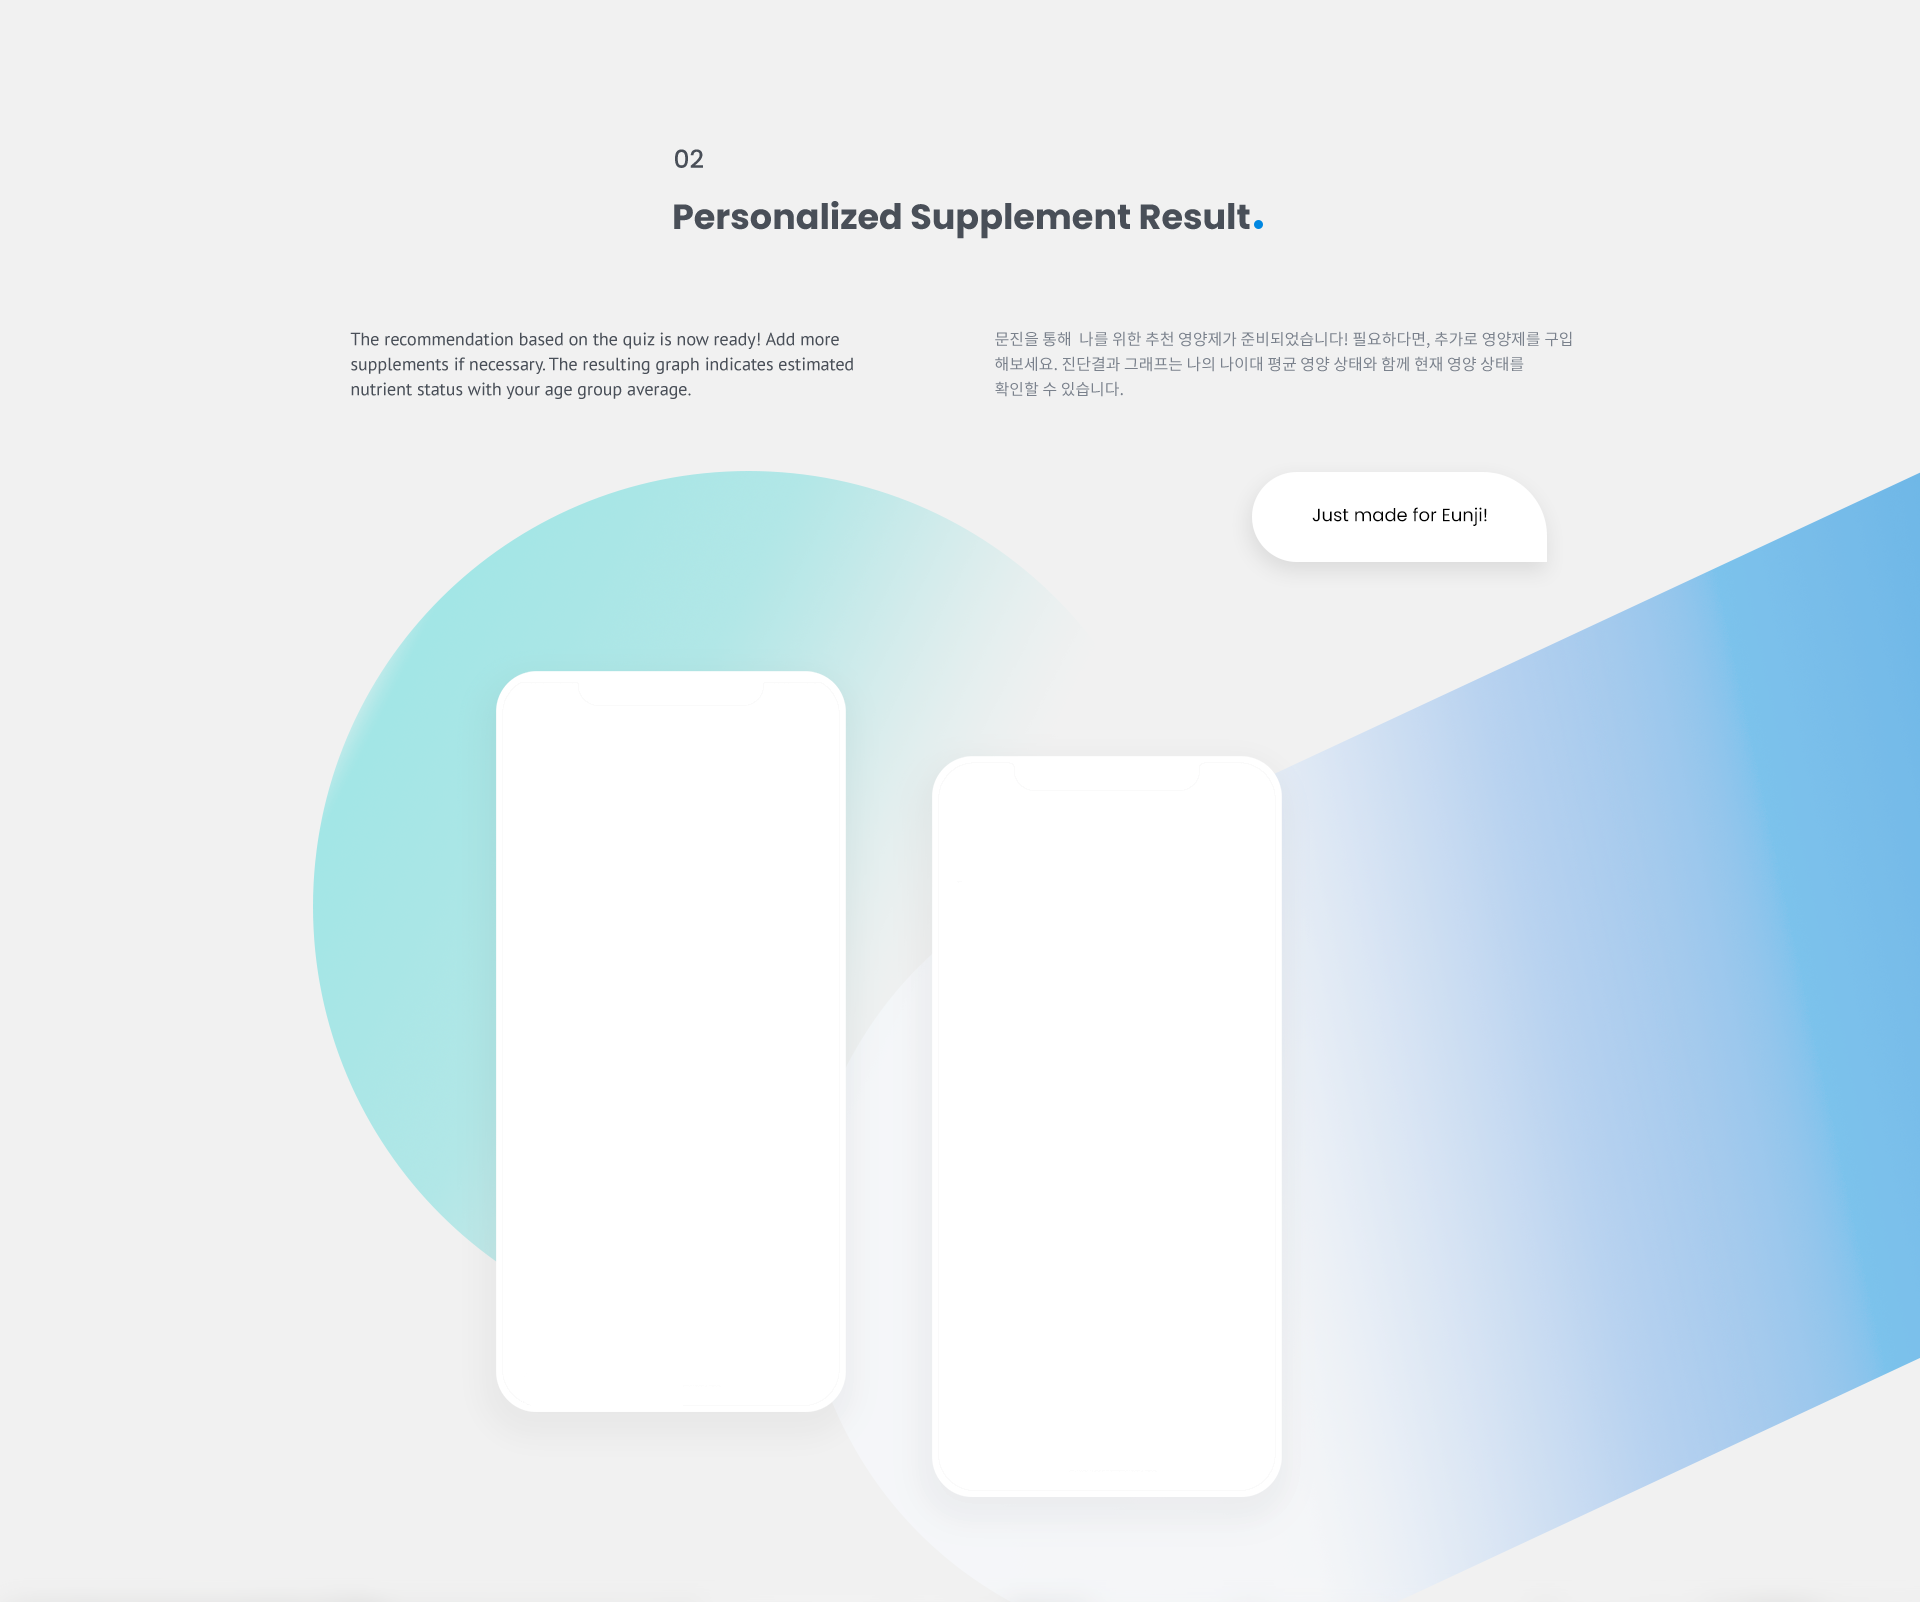 02
Personalized Supplement Result.
The recommendation based on the quiz is now ready! Add more
supplements if necessary. The resulting graph indicates estimated
nutrient status with your age group average.
문진을 통해 나를 위한 추천 영양제가 준비되었습니다! 필요하다면, 추가로 영양제를 구입
해보세요. 진단결과 그래프는 나의 나이대 평균 영양 상태와 함께 현재 영양 상태를
확인할 수 있습니다.
Just made for Eunji!